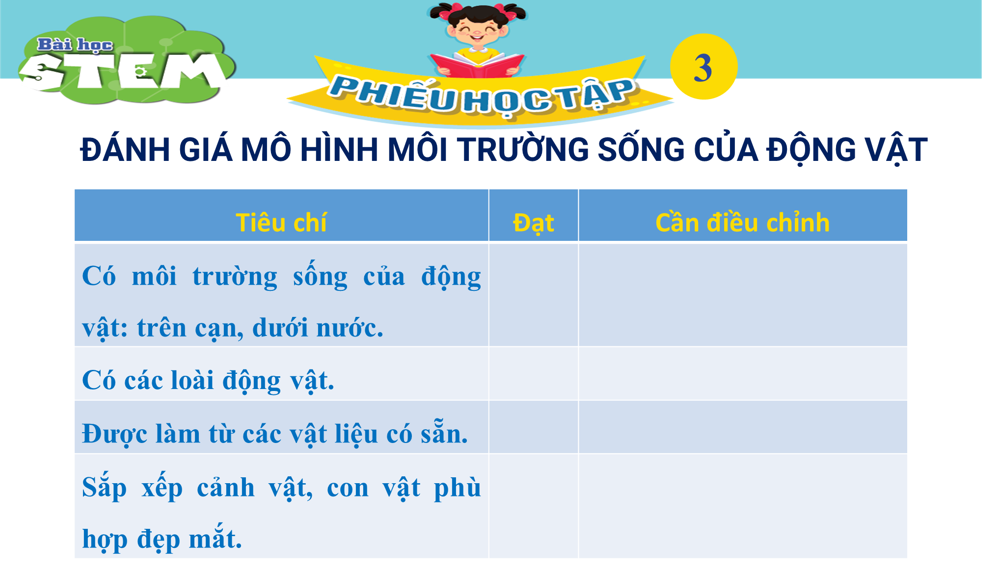 Bài học
STEM
PHIẾU HỌC TẬP
3
ĐÁNH GIÁ MÔ HÌNH MÔI TRƯỜNG SỐNG CỦA ĐỘNG VẬT
Tiêu chí
Đạt
Cần điều chỉnh
Có môi trường sống của động
vật: trên cạn, dưới nước.
Có các loài động vật.
Được làm từ các vật liệu có sẵn.
Sắp xếp cảnh vật, con vật phù
hợp đẹp mắt.